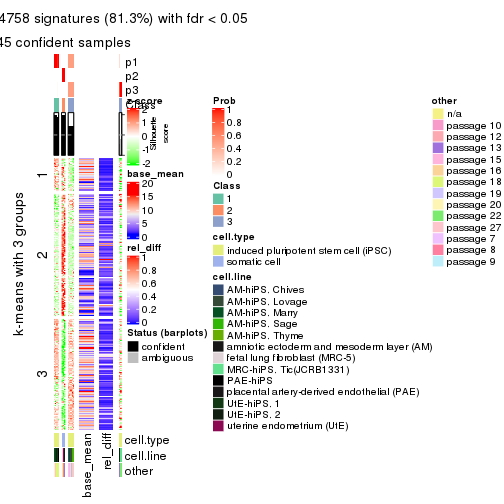 4758 signatures (81.3%) with fdr < 0.05
45 confident samples
p1
p2
p3
Class
z-score
2
1
0
-1
-2
Silhouette
score
k-means with 3 groups
1
2
3
base_mean
20
15
10
5
0
rel_diff
1
0.8
0.6
0.4
0.2
0
Status (barplots)
confident
ambiguous
Prob
1
0.8
0.6
0.4
0.2
0
Class
1
2
3
cell.type
induced pluripotent stem cell (iPSC)
somatic cell
cell.line
AM-hiPS. Chives
AM-hiPS. Lovage
AM-hiPS. Marry
AM-hiPS. Sage
AM-hiPS. Thyme
amniotic ectoderm and mesoderm layer (AM)
fetal lung fibroblast (MRC-5)
MRC-hiPS. Tic(JCRB1331)
PAE-hiPS
placental artery-derived endothelial (PAE)
UtE-hiPS. 1
UtE-hiPS. 2
uterine endometrium (UtE)
other
n/a
passage 10
passage 12
passage 13
passage 15
passage 16
passage 18
passage 19
passage 20
passage 22
passage 27
passage 7
passage 8
passage 9
cell.type
cell.line
other
base_mean
rel_diff